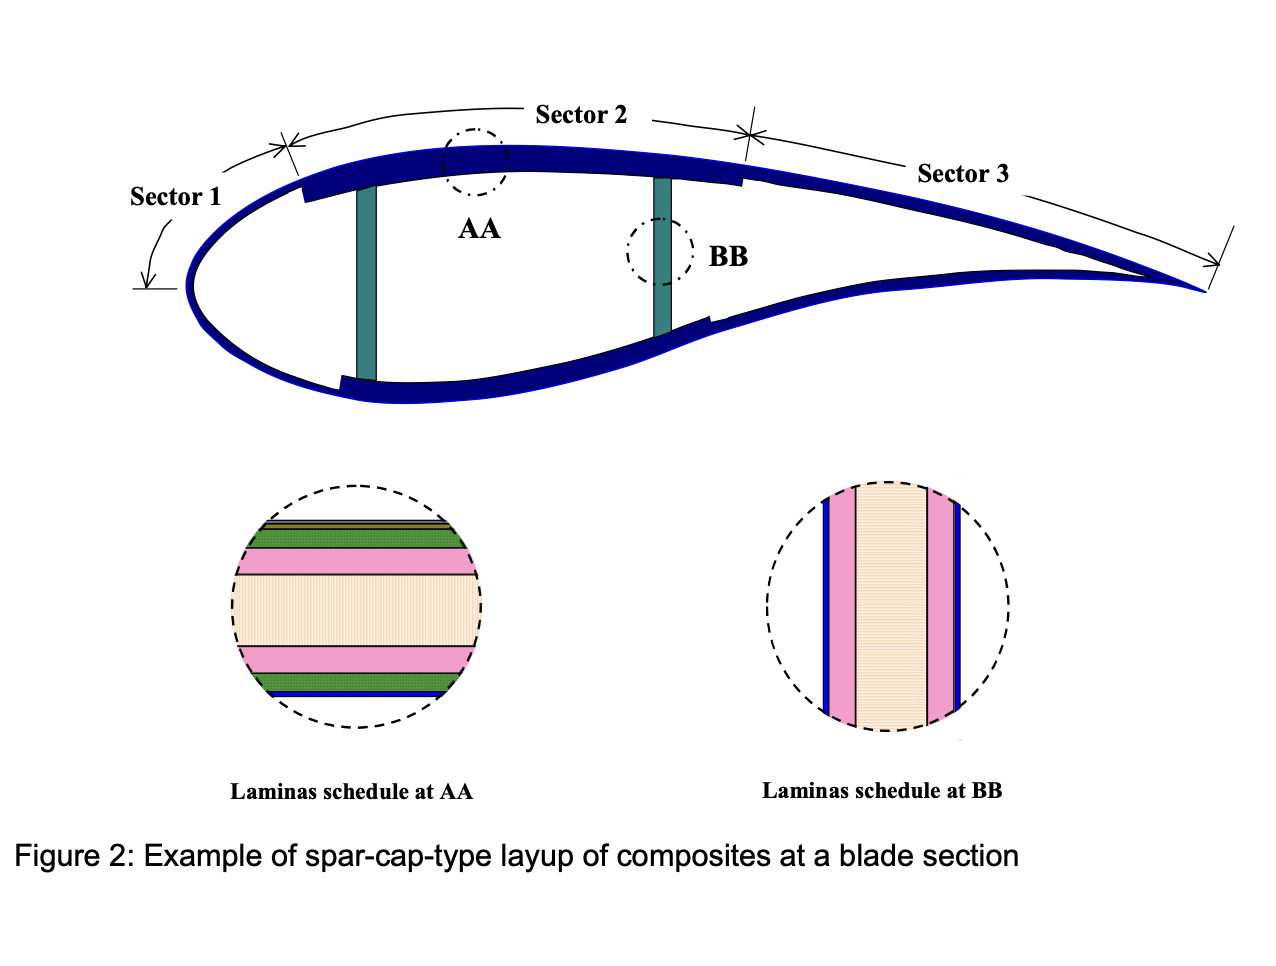 Sector 2
Sector 3
Sector 1
AA
BB
Laminas schedule at AA
Laminas schedule at BB
Figure 2: Example of spar-cap-type layup of composites at a blade section